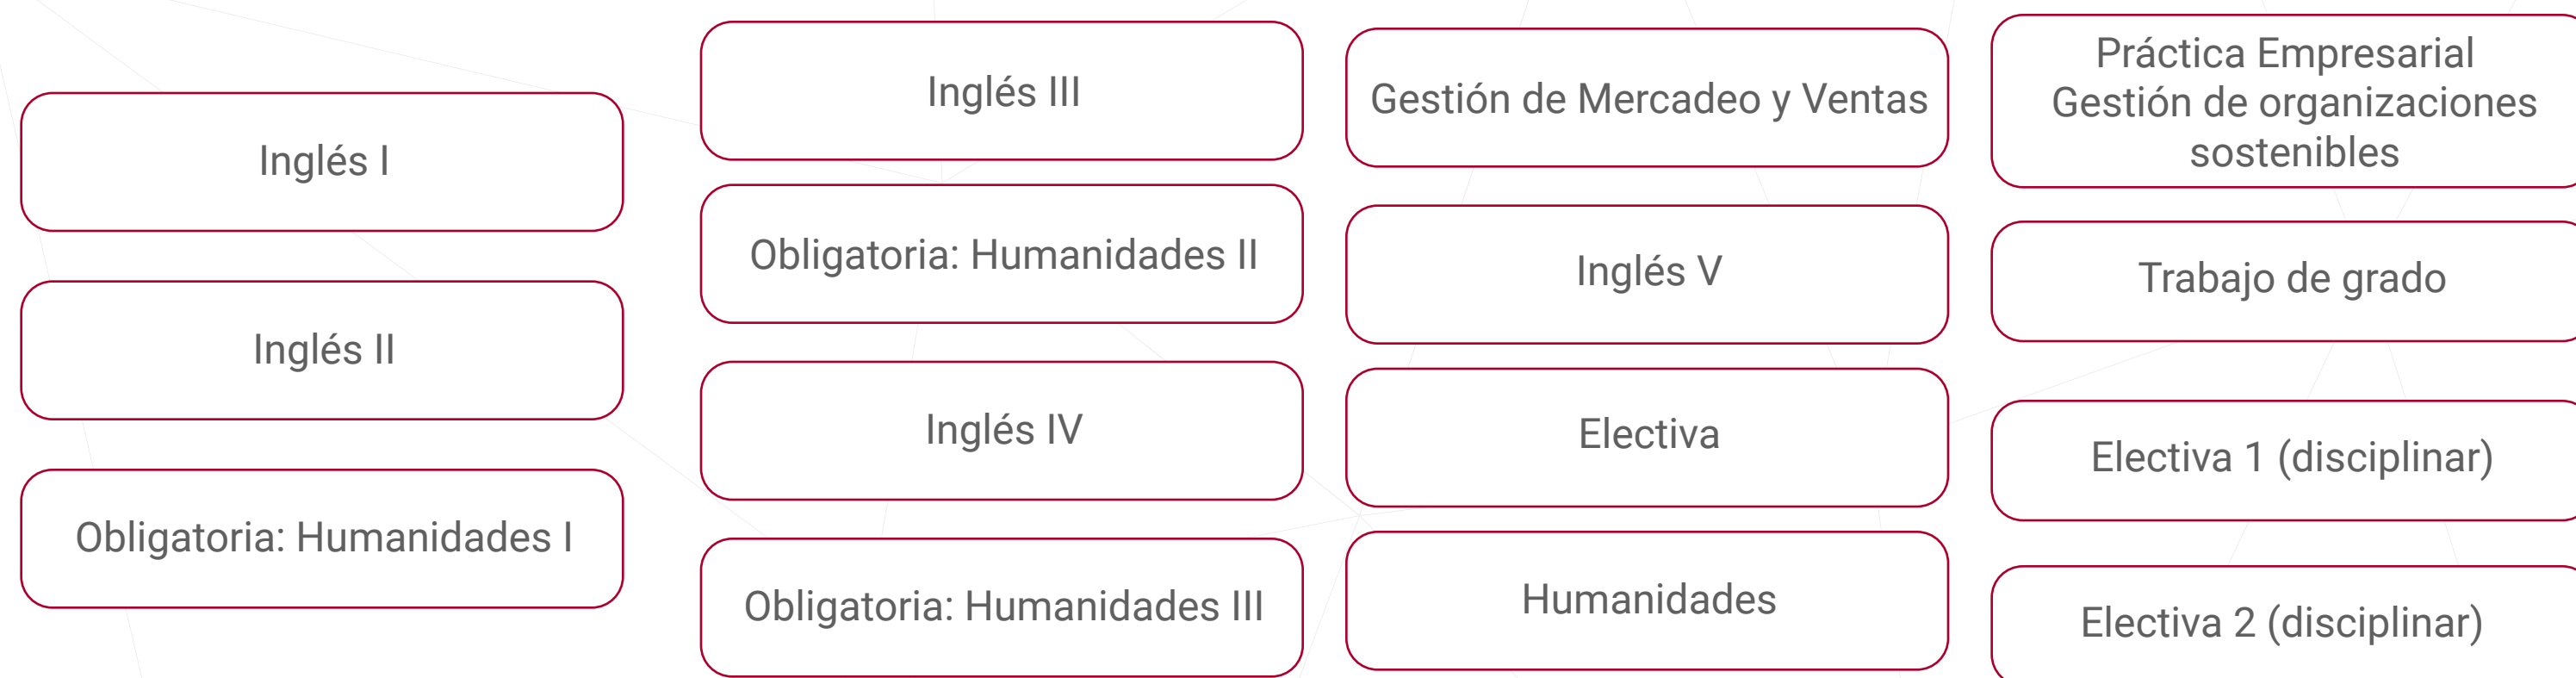 Inglés I
Inglés II
Obligatoria: Humanidades I
Inglés III
Obligatoria: Humanidades II
Inglés IV
Obligatoria: Humanidades III
Gestión de Mercadeo y Ventas
Inglés V
Electiva
Humanidades
Práctica Empresarial
Gestión de organizaciones
sostenibles
Trabajo de grado
Electiva 1 (disciplinar)
Electiva 2 (disciplinar)